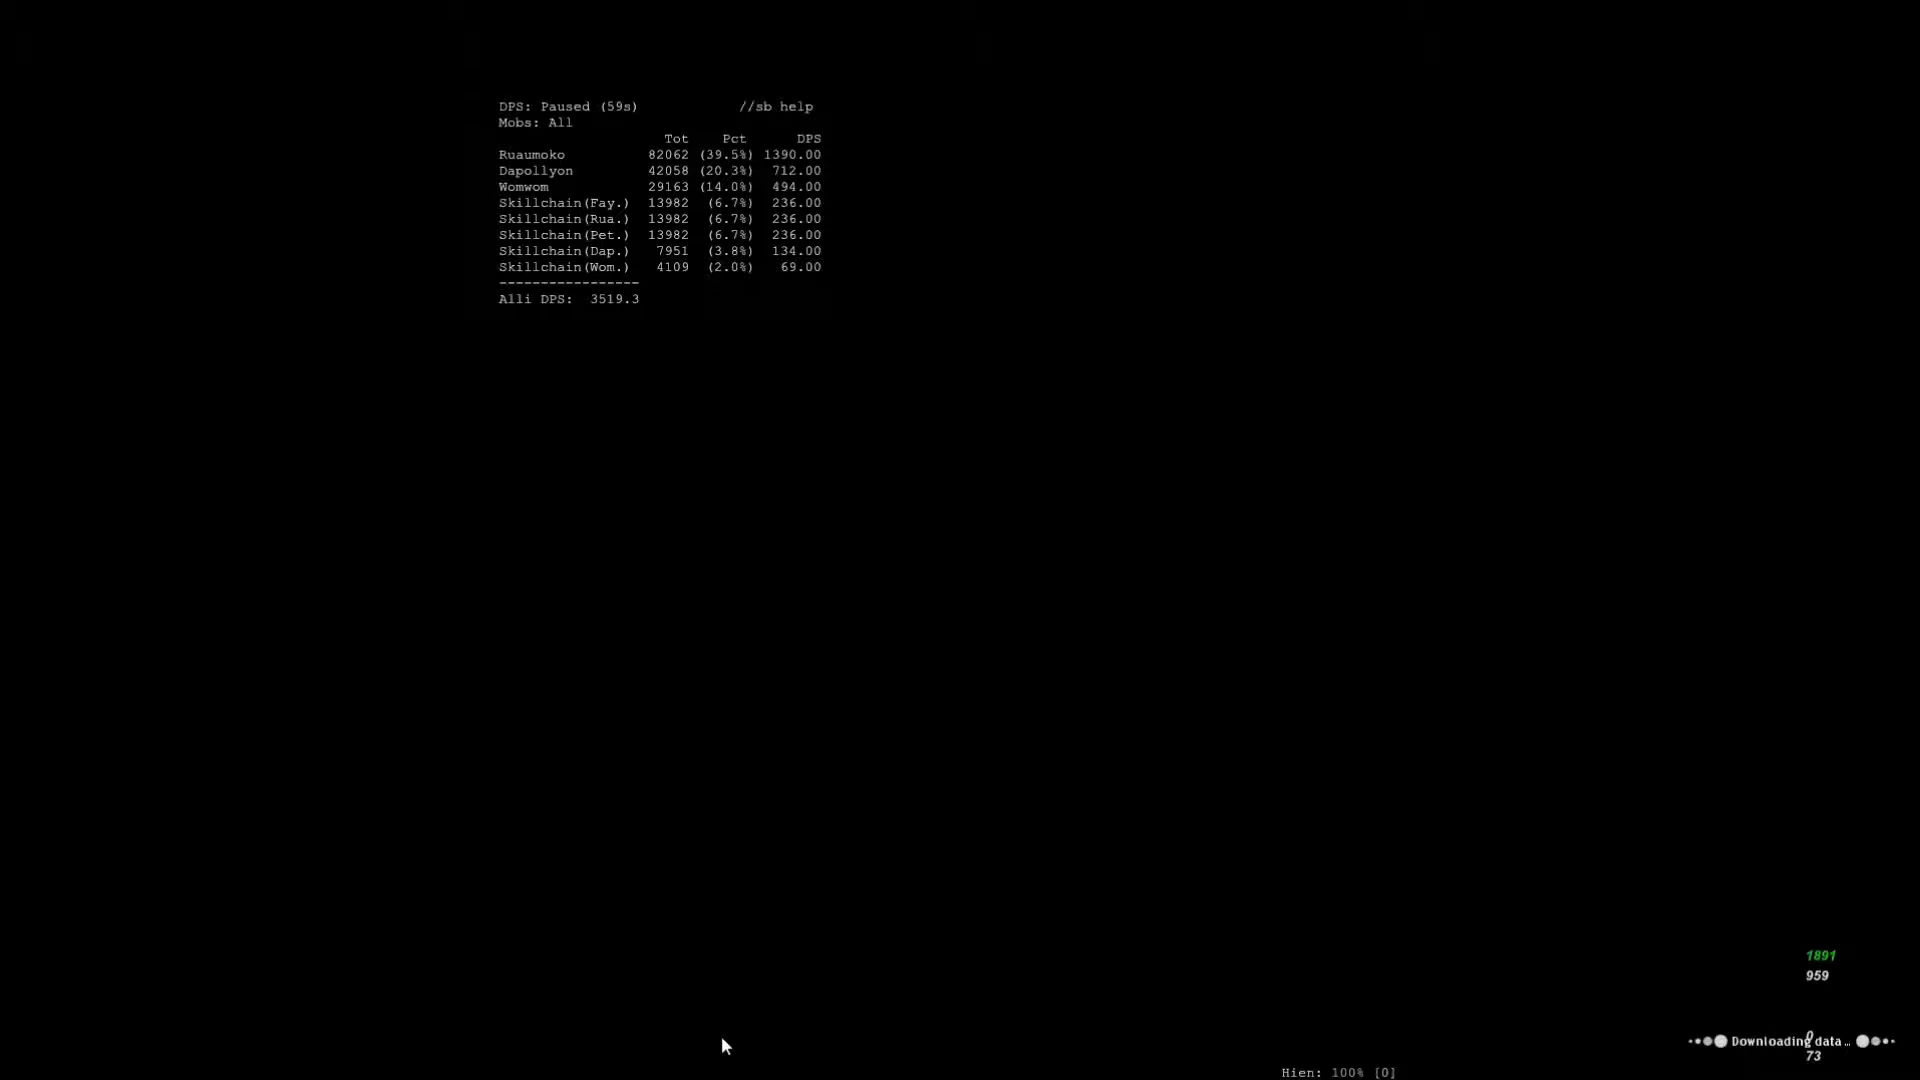 DPS: Paused (59s) //sb help
Mobs: All
Tot Pct DPS
Ruaumoko 82062 (39.5%) 1390.00
Dapollyon 42058 (20.3%) 712.00
Womwom 29163 (14.0%) 494.00
Skillchain(Fay.) 13982 (6.7%) 236.00
Skillchain(Rua.) 13982 (6.7%) 236.00
Skillchain(Pet.) 13982 (6.7%) 236.00
Skillchain(Dap.) 7951 (3.8%) 134.00
Skillchain(Wom.) 4109 (2.0%) 69.00
-----------------
Alli DPS: 3519.3
1891
959
0
Downloading data ...
73
Hien: 100% [0]